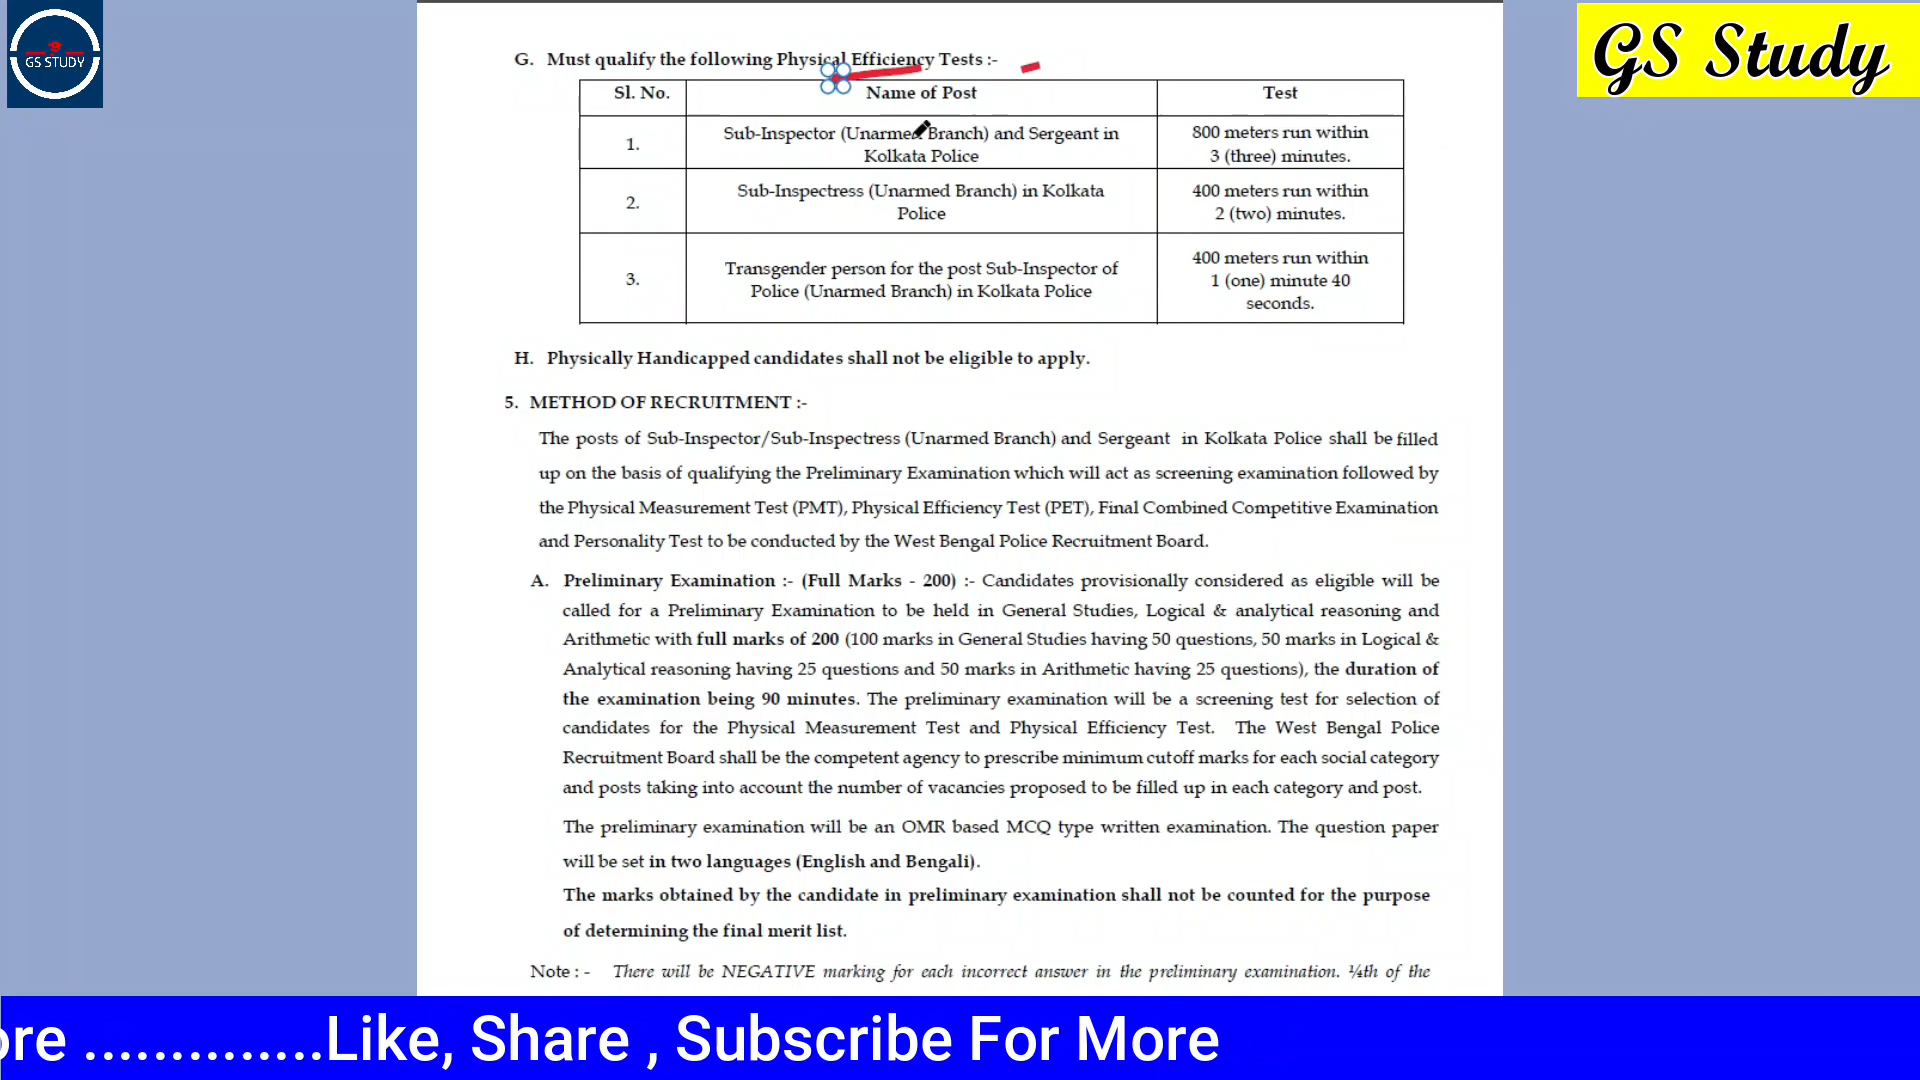 GS STUDY
GS Study
G. Must qualify the following Physical Efficiency Tests :-
Sl. No. Name of Post Test
1. Sub-Inspector (Unarmed Branch) and Sergeant in Kolkata Police 800 meters run within 3 (three) minutes.
2. Sub-Inspectress (Unarmed Branch) in Kolkata Police 400 meters run within 2 (two) minutes.
3. Transgender person for the post Sub-Inspector of Police (Unarmed Branch) in Kolkata Police 400 meters run within 1 (one) minute 40 seconds.
H. Physically Handicapped candidates shall not be eligible to apply.
5. METHOD OF RECRUITMENT :-
The posts of Sub-Inspector/Sub-Inspectress (Unarmed Branch) and Sergeant in Kolkata Police shall be filled
up on the basis of qualifying the Preliminary Examination which will act as screening examination followed by
the Physical Measurement Test (PMT), Physical Efficiency Test (PET), Final Combined Competitive Examination
and Personality Test to be conducted by the West Bengal Police Recruitment Board.
A. Preliminary Examination :- (Full Marks - 200) :- Candidates provisionally considered as eligible will be
called for a Preliminary Examination to be held in General Studies, Logical & analytical reasoning and
Arithmetic with full marks of 200 (100 marks in General Studies having 50 questions, 50 marks in Logical &
Analytical reasoning having 25 questions and 50 marks in Arithmetic having 25 questions), the duration of
the examination being 90 minutes. The preliminary examination will be a screening test for selection of
candidates for the Physical Measurement Test and Physical Efficiency Test. The West Bengal Police
Recruitment Board shall be the competent agency to prescribe minimum cutoff marks for each social category
and posts taking into account the number of vacancies proposed to be filled up in each category and post.
The preliminary examination will be an OMR based MCQ type written examination. The question paper
will be set in two languages (English and Bengali).
The marks obtained by the candidate in preliminary examination shall not be counted for the purpose
of determining the final merit list.
Note : - There will be NEGATIVE marking for each incorrect answer in the preliminary examination. ¼th of the
ore ..............Like, Share , Subscribe For More